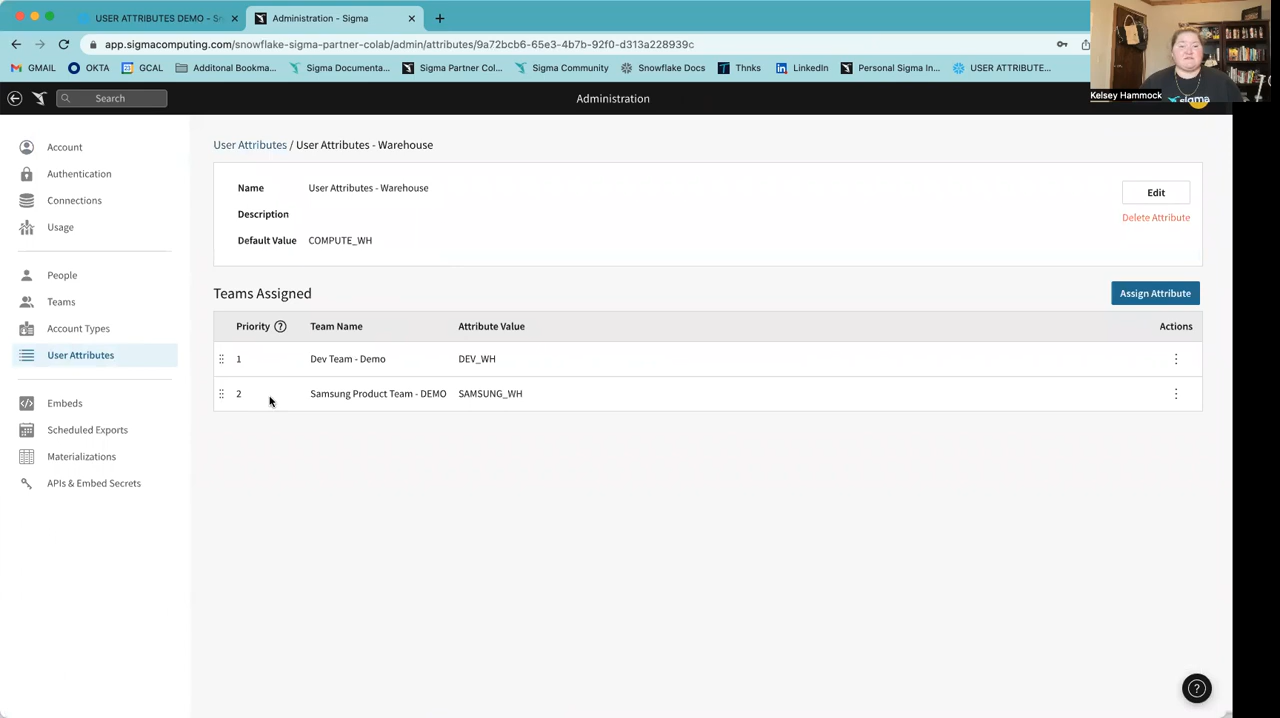 USER ATTRIBUTES DEMO - Sn
Administration - Sigma
app.sigmacomputing.com/snowflake-sigma-partner-colab/admin/attributes/9a72bcb6-65e3-4b7b-92f0-d313a228939c
GMAIL
OKTA
GCAL
Additonal Bookma...
Sigma Documenta...
Sigma Partner Col...
Sigma Community
Snowflake Docs
Thnks
LinkedIn
Personal Sigma In...
USER ATTRIBUTE...
Kelsey Hammock
sigma
Search
Administration
Account
Authentication
Connections
Usage
People
Teams
Account Types
User Attributes
Embeds
Scheduled Exports
Materializations
APIs & Embed Secrets
User Attributes / User Attributes - Warehouse
Name User Attributes - Warehouse
Edit
Description
Delete Attribute
Default Value COMPUTE_WH
Teams Assigned
Assign Attribute
Priority ? Team Name Attribute Value Actions
1 Dev Team - Demo DEV_WH
2 Samsung Product Team - DEMO SAMSUNG_WH
?